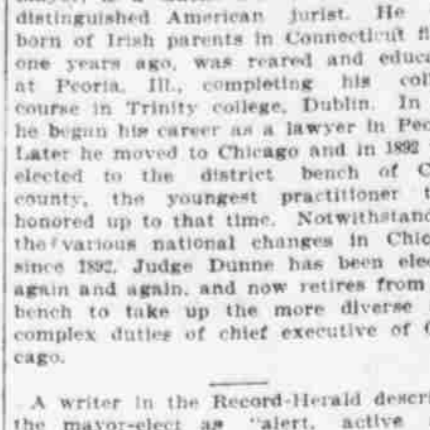 distinguished American jurist. He
born of Irish parents in Connecticut fi
one years ago, was reared and educa
at Peoria, Ill., completing his col
course in Trinity college, Dublin. In
he began his career as a lawyer in Peo
Later he moved to Chicago and in 1892
elected to the district bench of C
county, the youngest practitioner t
honored up to that time. Notwithstand
the various national changes in Chic
since 1892, Judge Dunne has been elec
again and again, and now retires from
bench to take up the more diverse
complex duties of chief executive of C
cago.
A writer in the Record-Herald descri
the mayor-elect as "alert, active